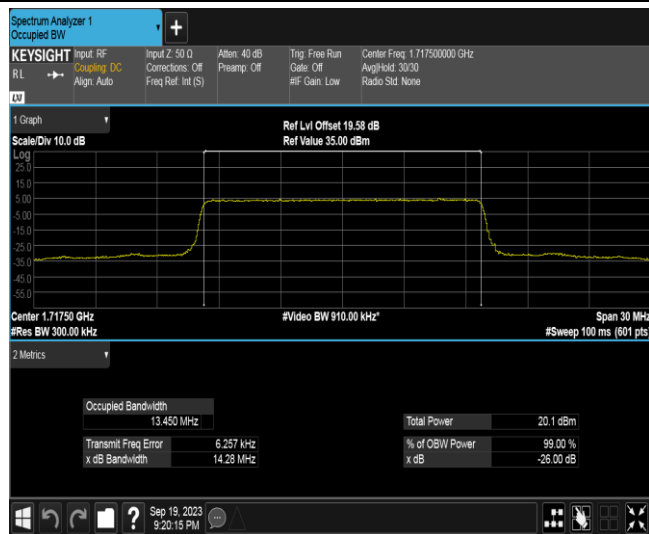 Spectrum Analyzer 1
Occupied BW
+
KEYSIGHT Input: RF Input Z: 50 Ω Atten: 40 dB Trig: Free Run Center Freq: 1.717500000 GHz
RL Coupling: DC Corrections: Off Preamp: Off Gate: Off Avg|Hold: 30/30
Align: Auto Freq Ref: Int (S) #IF Gain: Low Radio Std: None
LXI
1 Graph Ref Lvl Offset 19.58 dB
Scale/Div 10.0 dB Ref Value 35.00 dBm
Log
25.0
15.0
5.00
-5.00
-15.0
-25.0
-35.0
-45.0
-55.0
Center 1.71750 GHz #Video BW 910.00 kHz* Span 30 MHz
#Res BW 300.00 kHz #Sweep 100 ms (601 pts)
2 Metrics
Occupied Bandwidth
13.450 MHz Total Power 20.1 dBm
Transmit Freq Error 6.257 kHz % of OBW Power 99.00 %
x dB Bandwidth 14.28 MHz x dB -26.00 dB
? Sep 19, 2023
9:20:15 PM